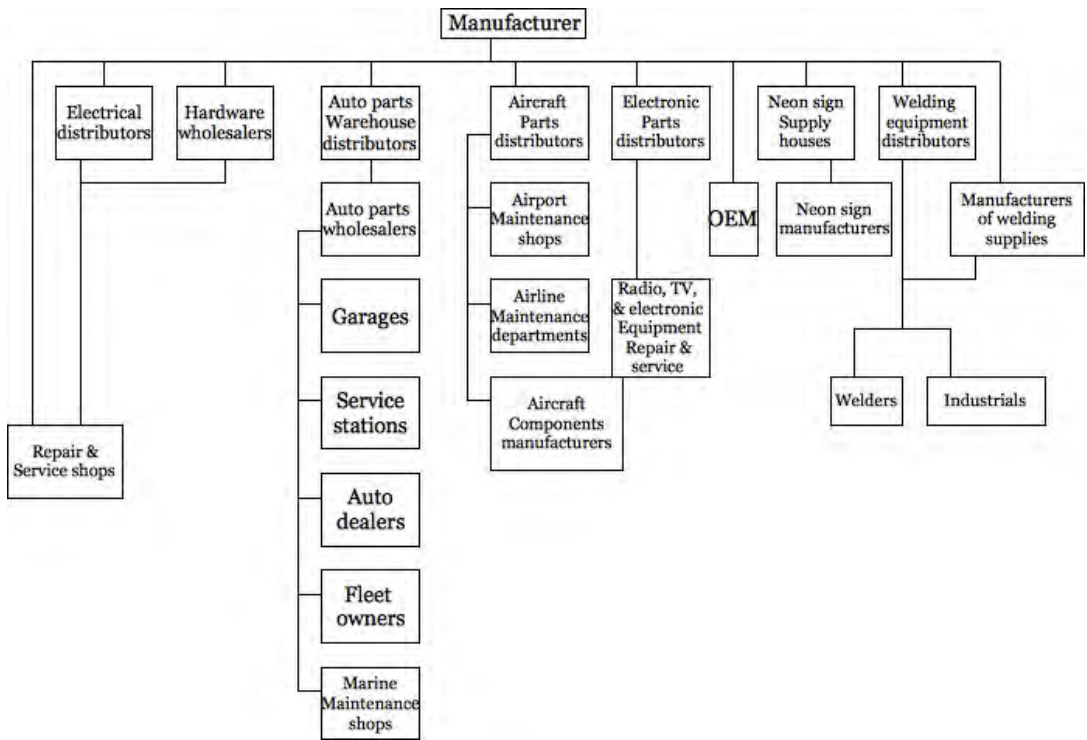 Manufacturer
Electrical
distributors
Hardware
wholesalers
Auto parts
Warehouse
distributors
Aircraft
Parts
distributors
Electronic
Parts
distributors
Neon sign
Supply
houses
Welding
equipment
distributors
Auto parts
wholesalers
Airport
Maintenance
shops
OEM
Neon sign
manufacturers
Manufacturers
of welding
supplies
Garages
Airline
Maintenance
departments
Radio, TV,
& electronic
Equipment
Repair &
service
Service
stations
Aircraft
Components
manufacturers
Welders
Industrials
Repair &
Service shops
Auto
dealers
Fleet
owners
Marine
Maintenance
shops